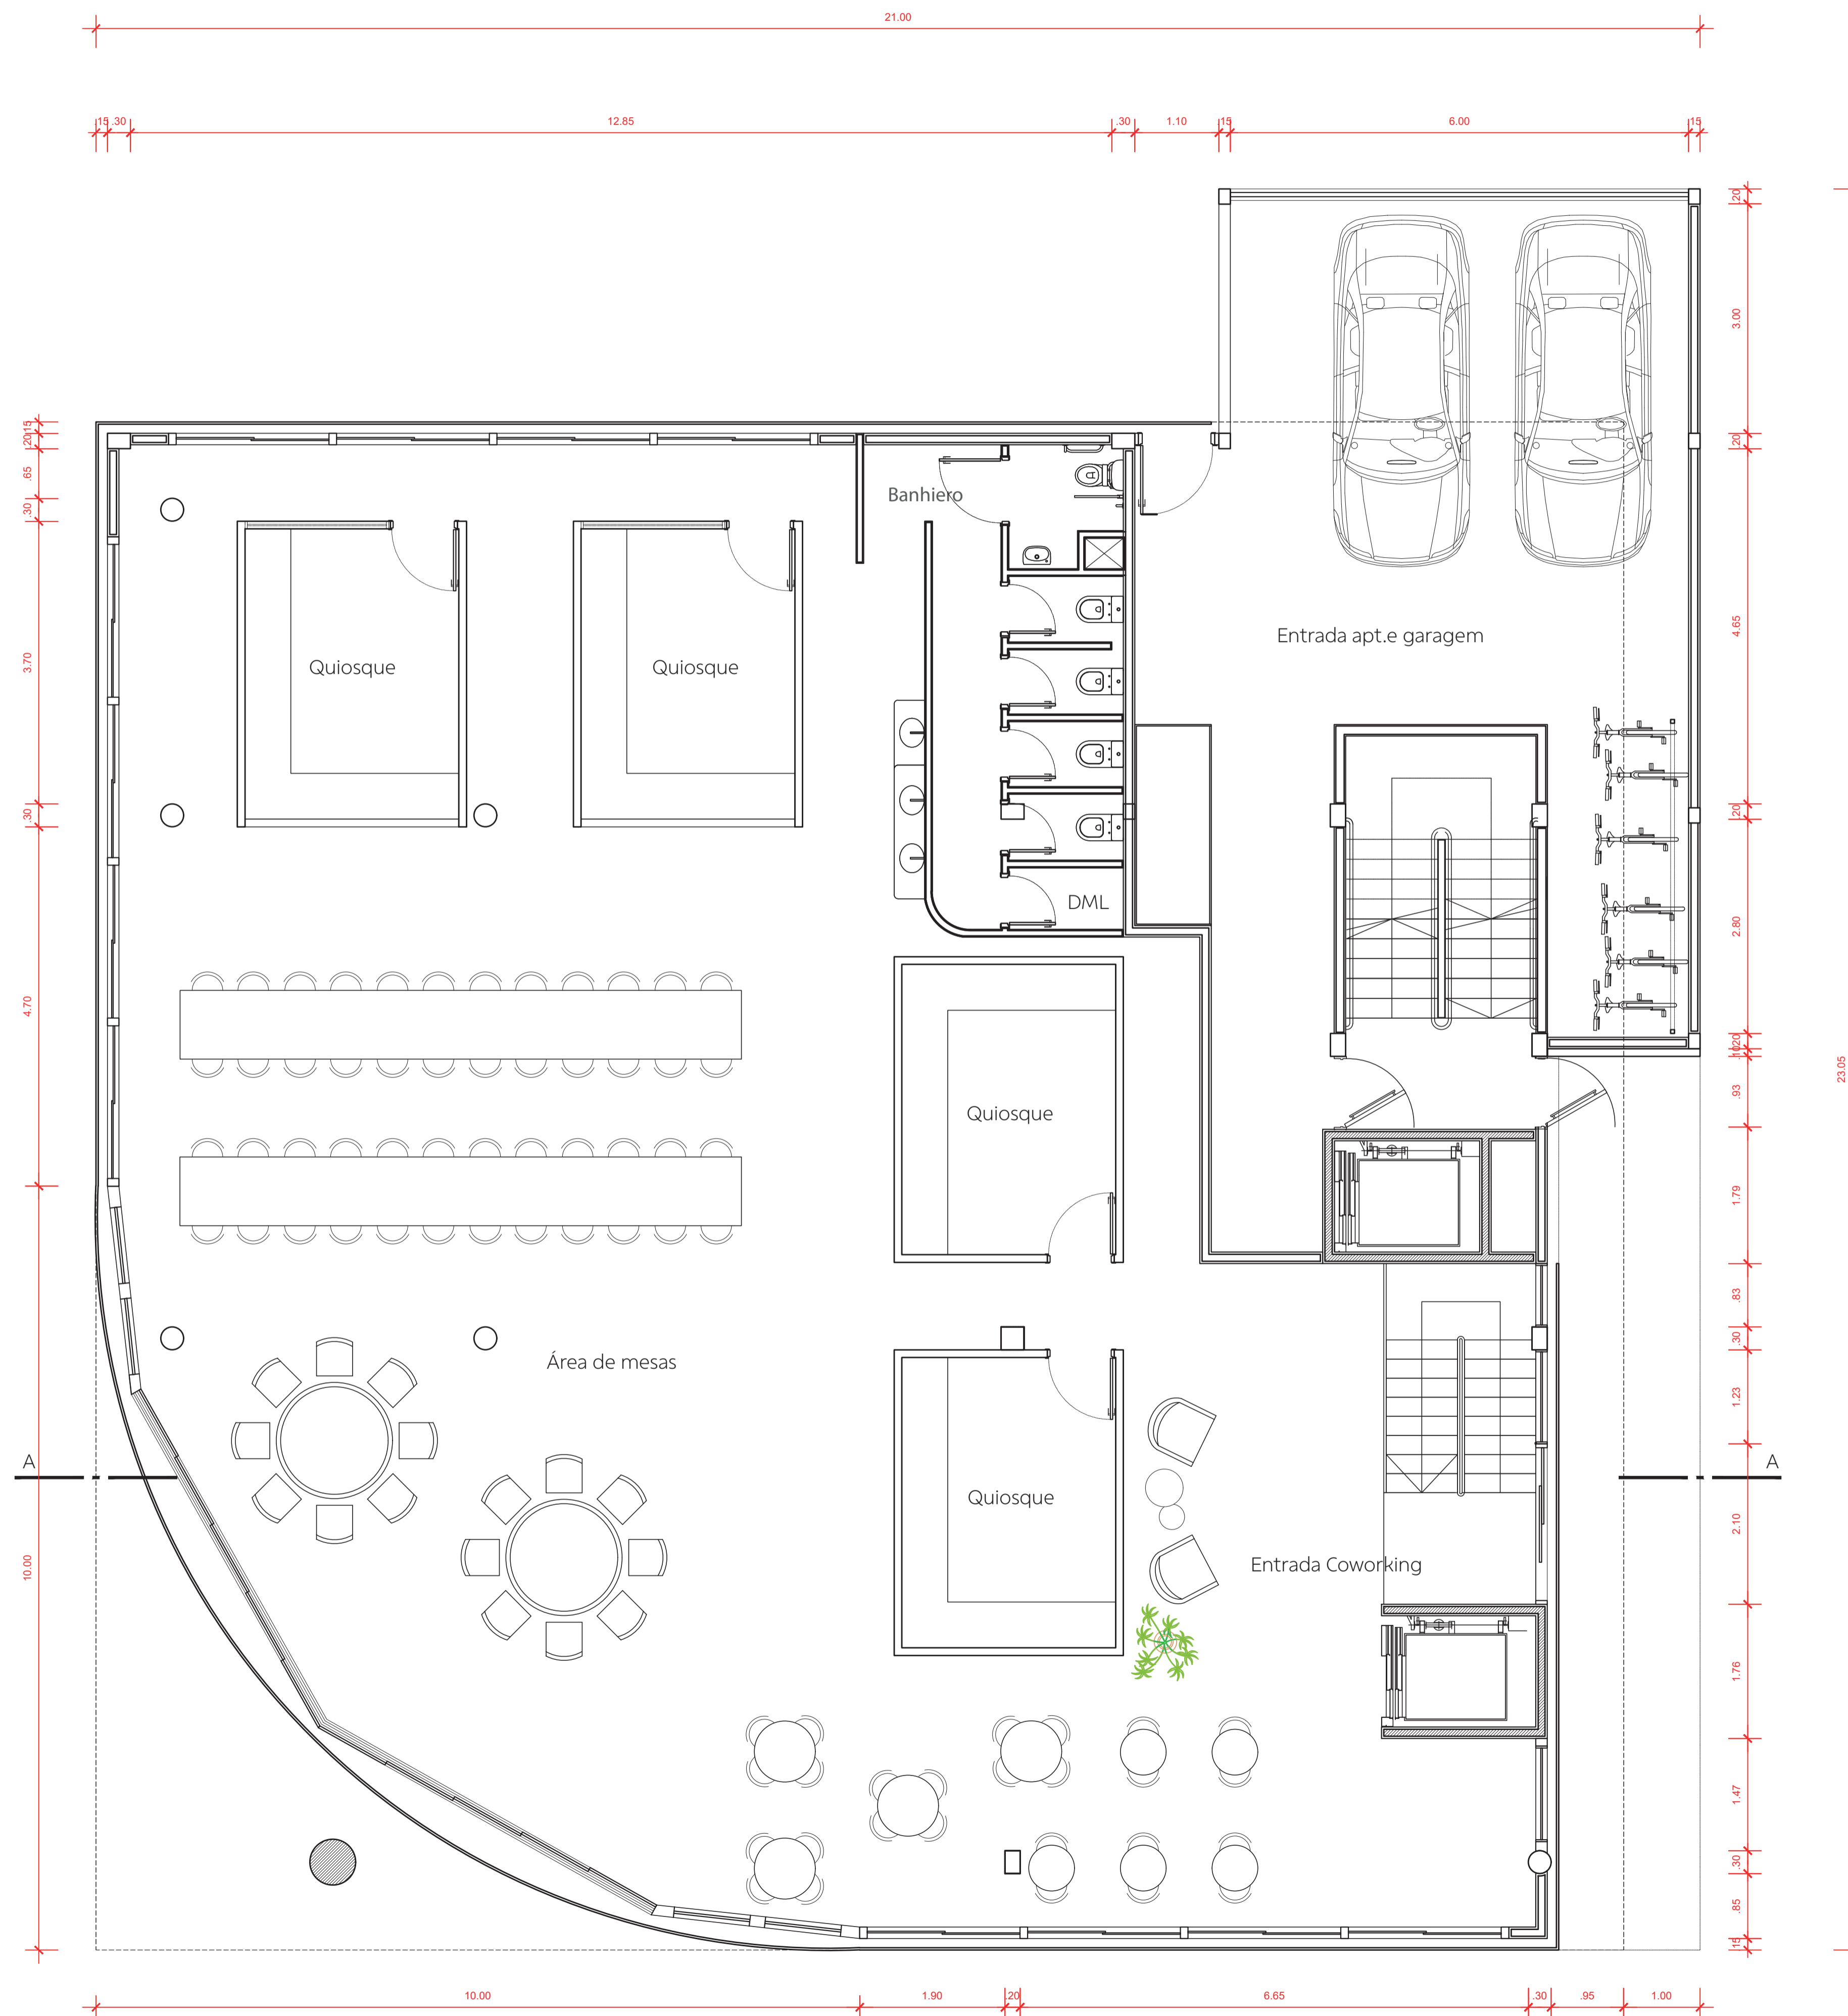 21.00
.15 .30 12.85 .30 1.10 .15 6.00 .15
.20
3.00
.15
.20
.20
.65
Banhiero
.30
4.65
Entrada apt.e garagem
3.70
Quiosque Quiosque
.30
.20
DML
2.80
4.70
.20
.10
23.05
.93
Quiosque
1.79
.83
.30
Área de mesas
1.23
A A
Quiosque
2.10
10.00
Entrada Coworking
1.76
1.47
.30
.85
.15
10.00 1.90 .20 6.65 .30 .95 1.00